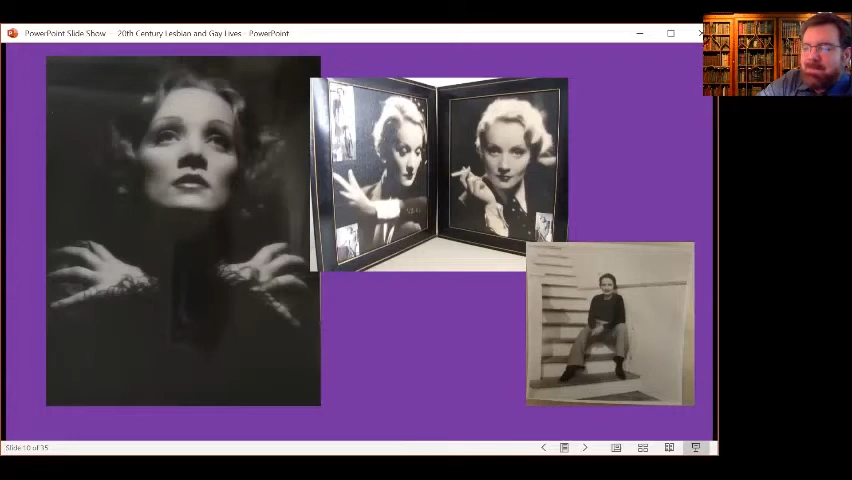 PowerPoint Slide Show - 20th Century Lesbian and Gay Lives - PowerPoint
Slide 10 of 35